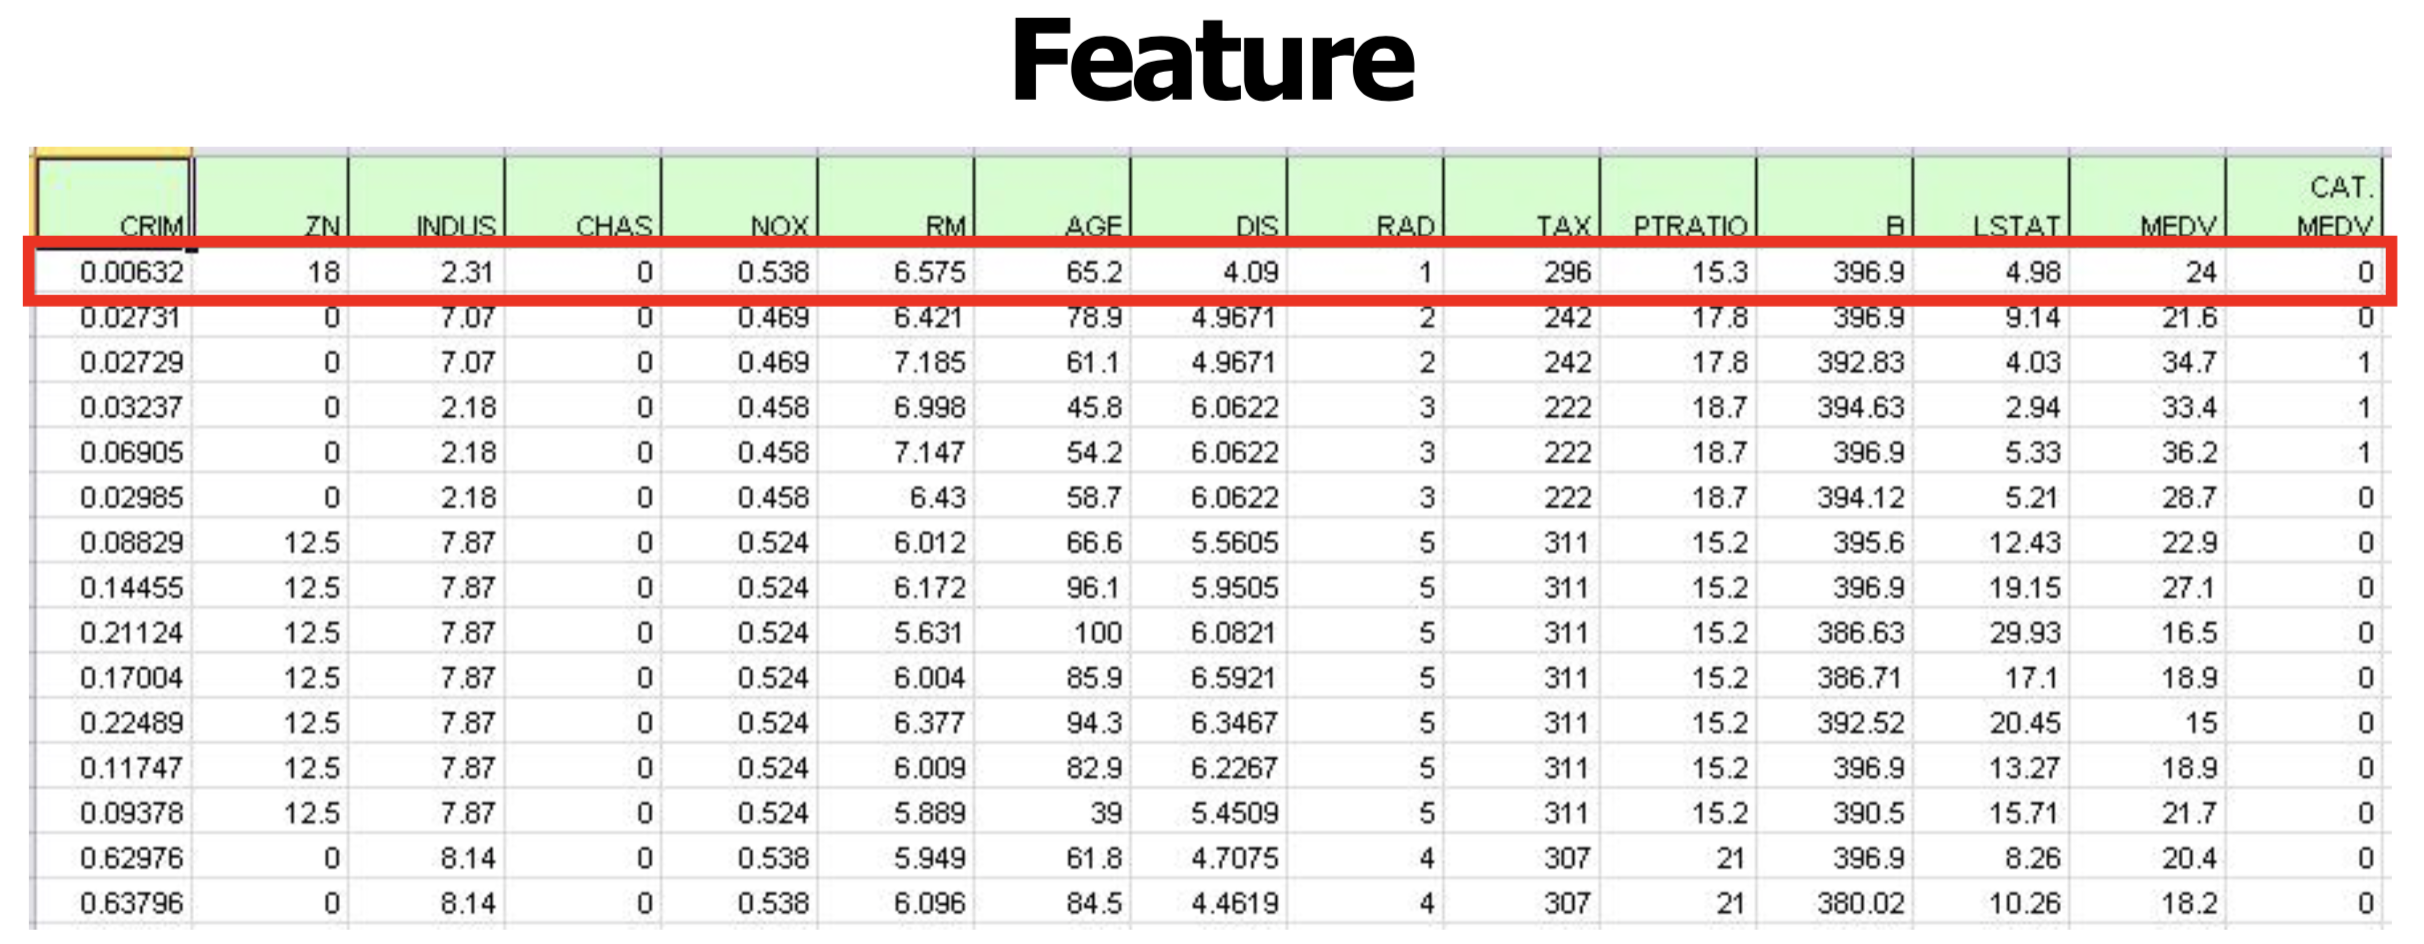 Feature
CRIM ZN INDUS CHAS NOX RM AGE DIS RAD TAX PTRATIO B LSTAT MEDV CAT. MEDV
0.00632 18 2.31 0 0.538 6.575 65.2 4.09 1 296 15.3 396.9 4.98 24 0
0.02731 0 7.07 0 0.469 6.421 78.9 4.9671 2 242 17.8 396.9 9.14 21.6 0
0.02729 0 7.07 0 0.469 7.185 61.1 4.9671 2 242 17.8 392.83 4.03 34.7 1
0.03237 0 2.18 0 0.458 6.998 45.8 6.0622 3 222 18.7 394.63 2.94 33.4 1
0.06905 0 2.18 0 0.458 7.147 54.2 6.0622 3 222 18.7 396.9 5.33 36.2 1
0.02985 0 2.18 0 0.458 6.43 58.7 6.0622 3 222 18.7 394.12 5.21 28.7 0
0.08829 12.5 7.87 0 0.524 6.012 66.6 5.5605 5 311 15.2 395.6 12.43 22.9 0
0.14455 12.5 7.87 0 0.524 6.172 96.1 5.9505 5 311 15.2 396.9 19.15 27.1 0
0.21124 12.5 7.87 0 0.524 5.631 100 6.0821 5 311 15.2 386.63 29.93 16.5 0
0.17004 12.5 7.87 0 0.524 6.004 85.9 6.5921 5 311 15.2 386.71 17.1 18.9 0
0.22489 12.5 7.87 0 0.524 6.377 94.3 6.3467 5 311 15.2 392.52 20.45 15 0
0.11747 12.5 7.87 0 0.524 6.009 82.9 6.2267 5 311 15.2 396.9 13.27 18.9 0
0.09378 12.5 7.87 0 0.524 5.889 39 5.4509 5 311 15.2 390.5 15.71 21.7 0
0.62976 0 8.14 0 0.538 5.949 61.8 4.7075 4 307 21 396.9 8.26 20.4 0
0.63796 0 8.14 0 0.538 6.096 84.5 4.4619 4 307 21 380.02 10.26 18.2 0